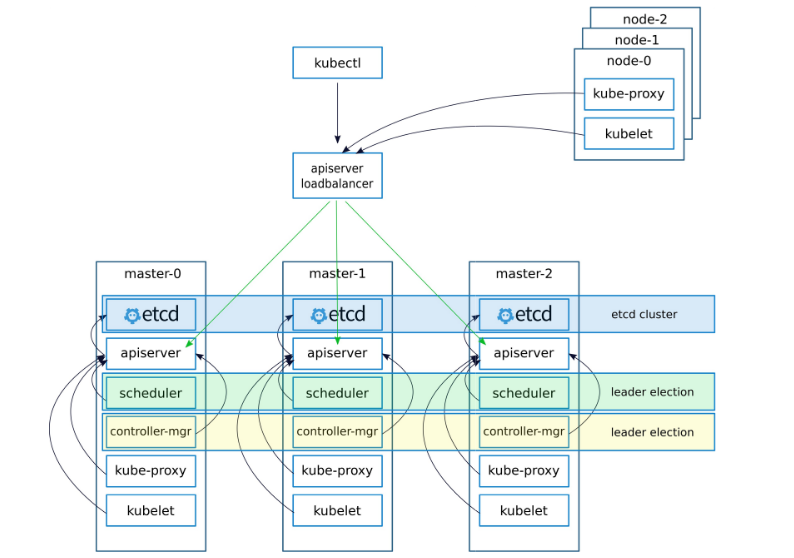 node-2
node-1
node-0
kubectl
kube-proxy
kubelet
apiserver
loadbalancer
master-0
master-1
master-2
etcd
etcd
etcd
etcd cluster
apiserver
apiserver
apiserver
scheduler
scheduler
scheduler
leader election
controller-mgr
controller-mgr
controller-mgr
leader election
kube-proxy
kube-proxy
kube-proxy
kubelet
kubelet
kubelet